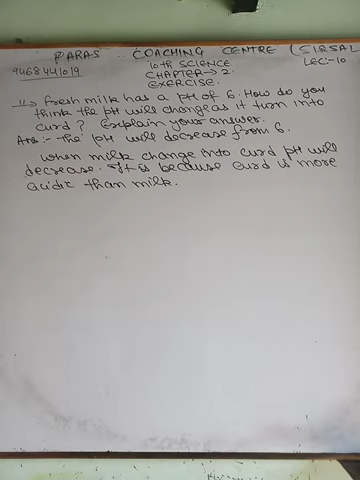 PARAS COACHING CENTRE (SIRSA)
9468441019 10th SCIENCE LEC:-10
CHAPTER→2.
EXERCISE.
11→ fresh milk has a pH of 6. How do you
think the pH will change as it turn into
curd? Explain your answer.
Ans:- the pH will decrease from 6.
when milk change into curd pH will
decrease. It is because curd is more
acidic than milk.